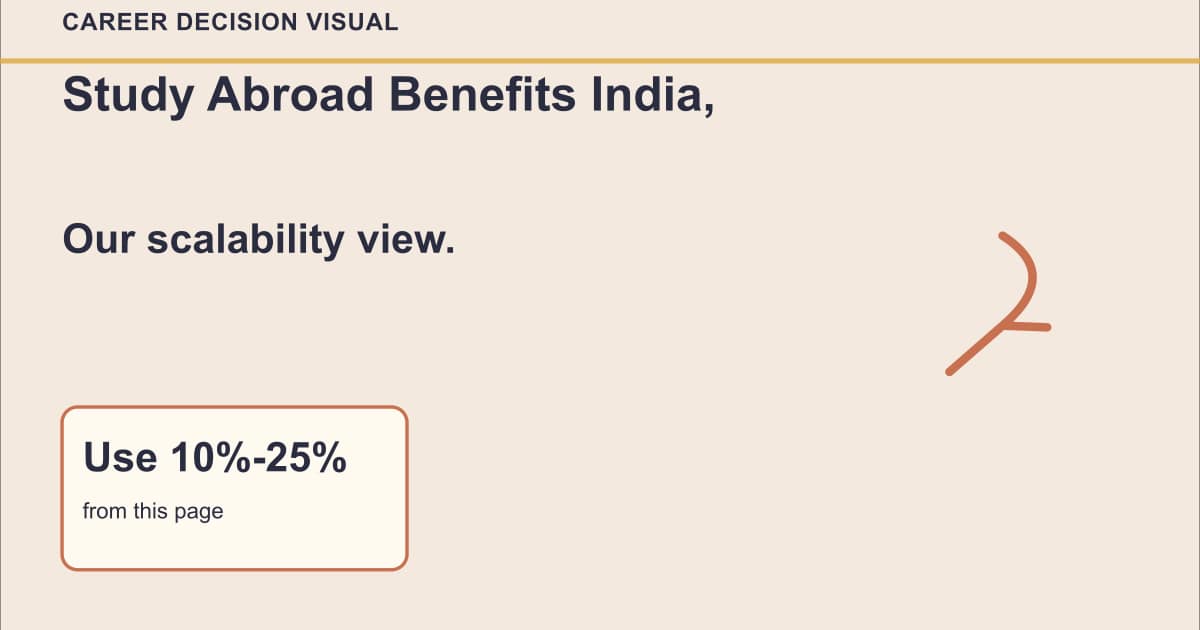 CAREER DECISION VISUAL
Study Abroad Benefits India,
Our scalability view.
Use 10%-25%
from this page